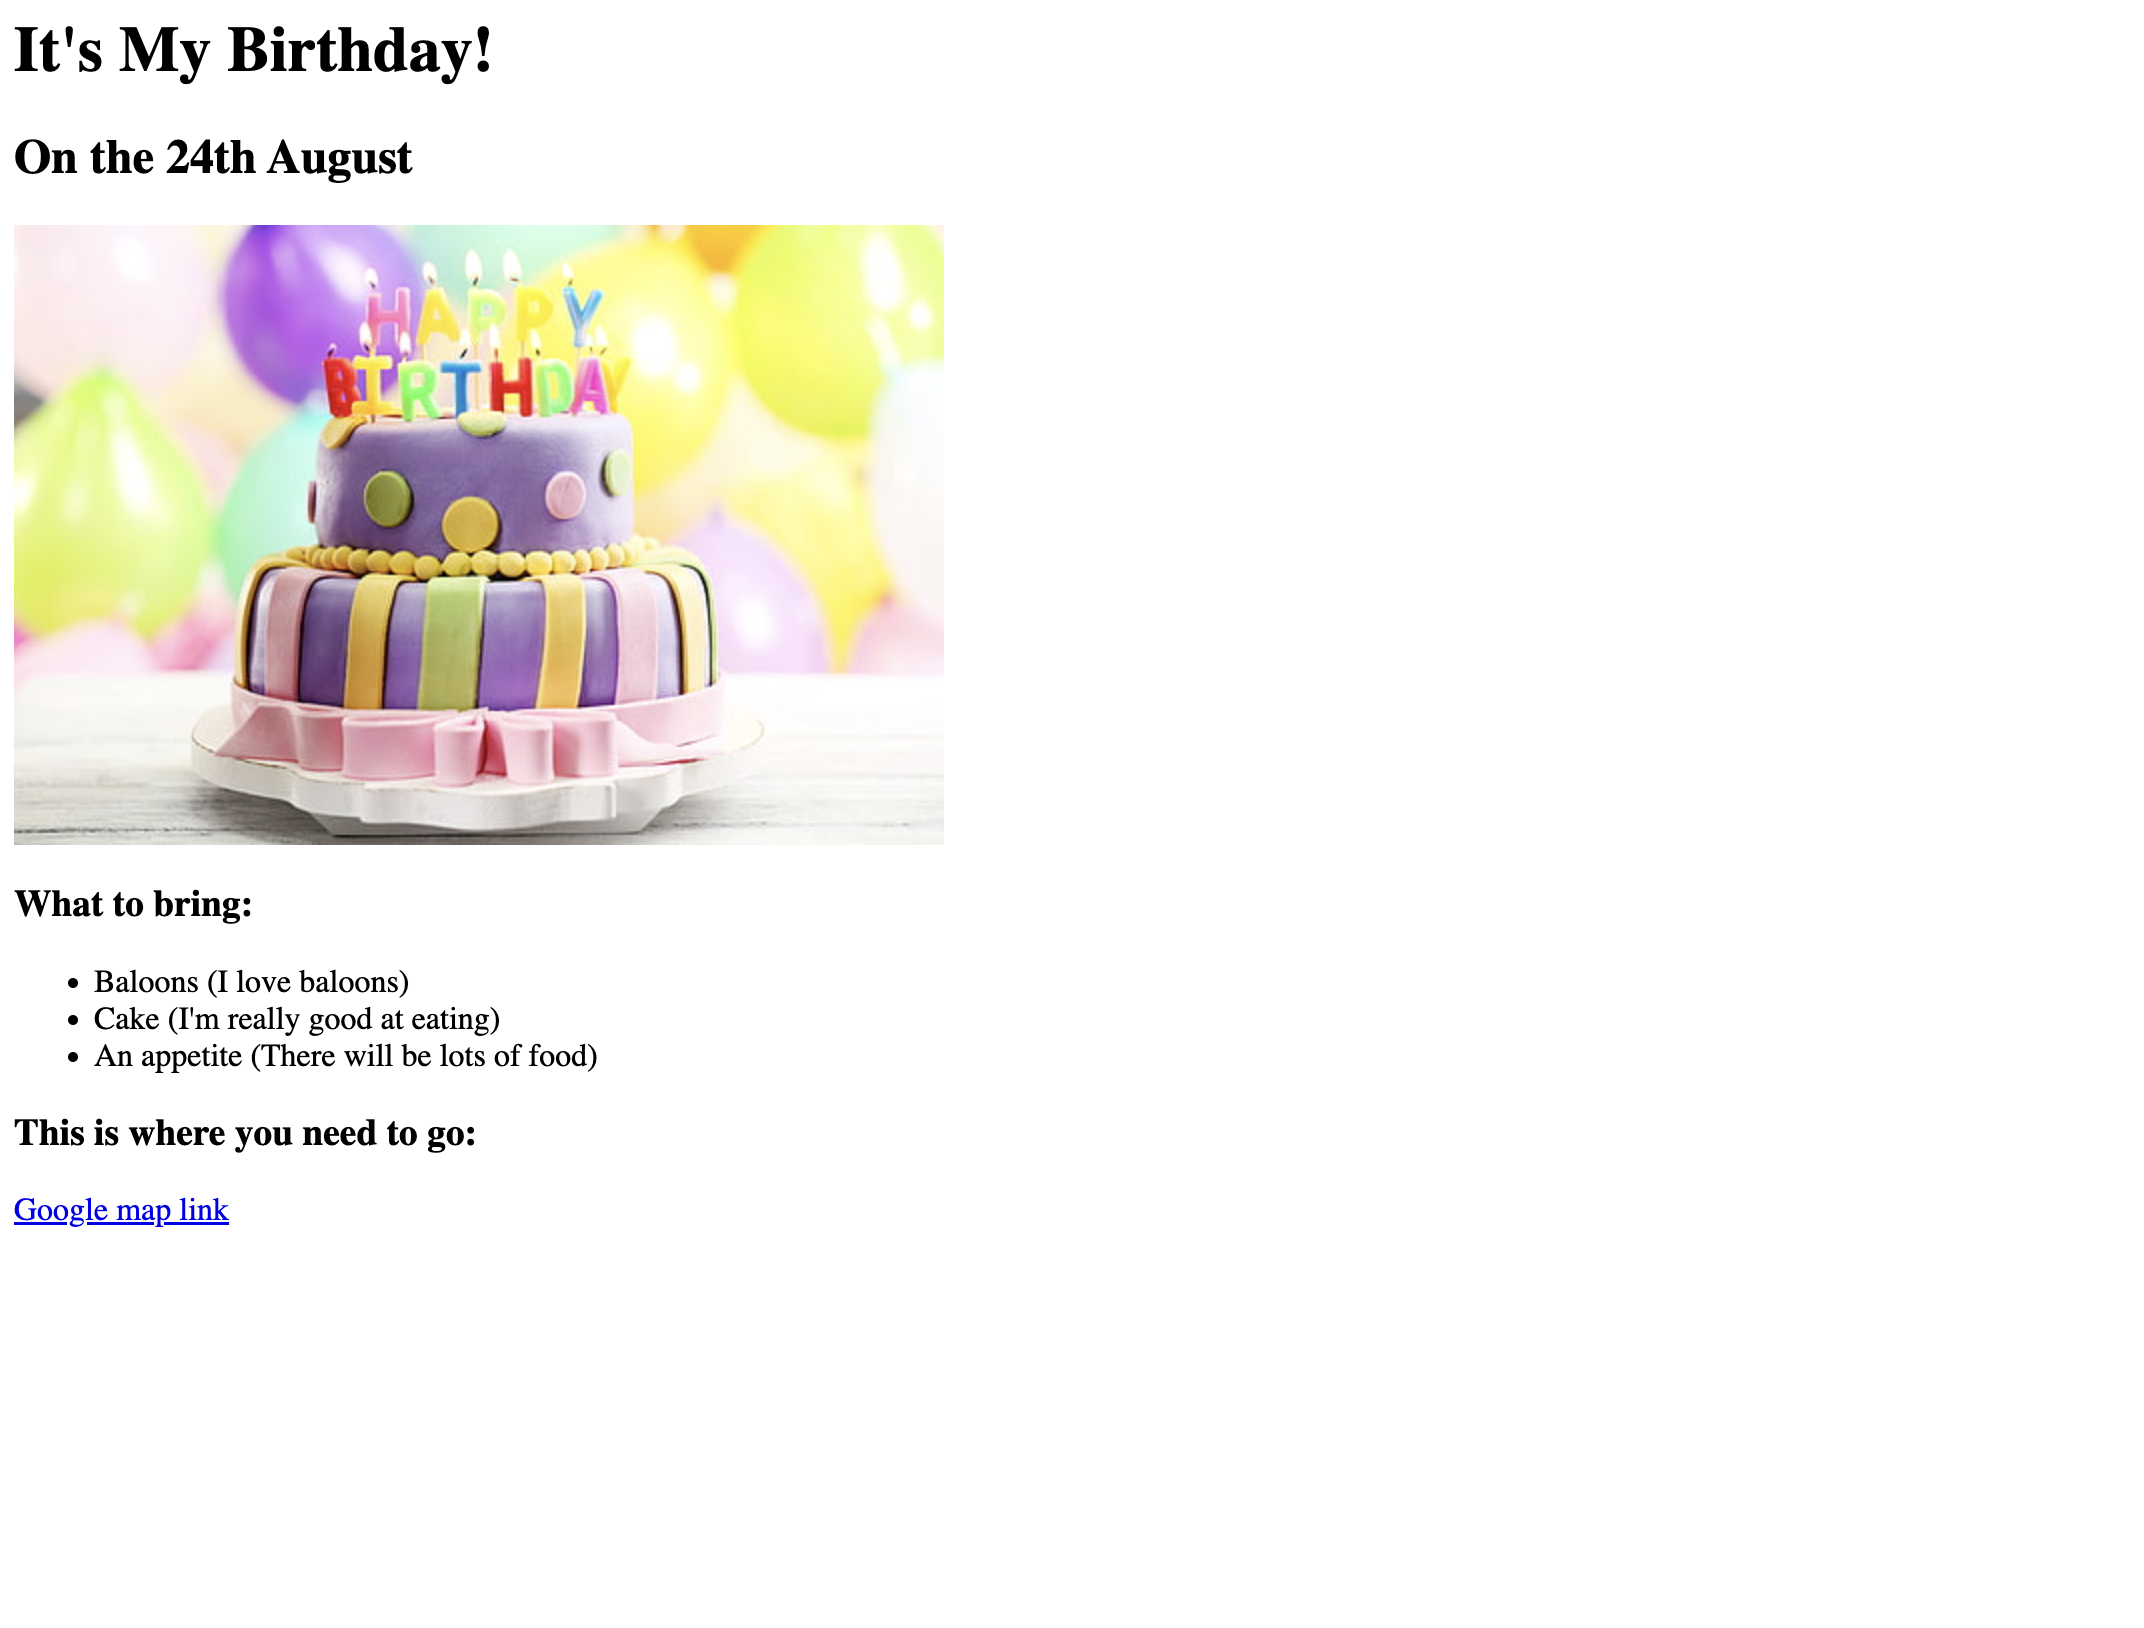 It's My Birthday!
On the 24th August
HAPPY
BIRTHDAY
What to bring:
Baloons (I love baloons)
Cake (I'm really good at eating)
An appetite (There will be lots of food)
This is where you need to go:
Google map link